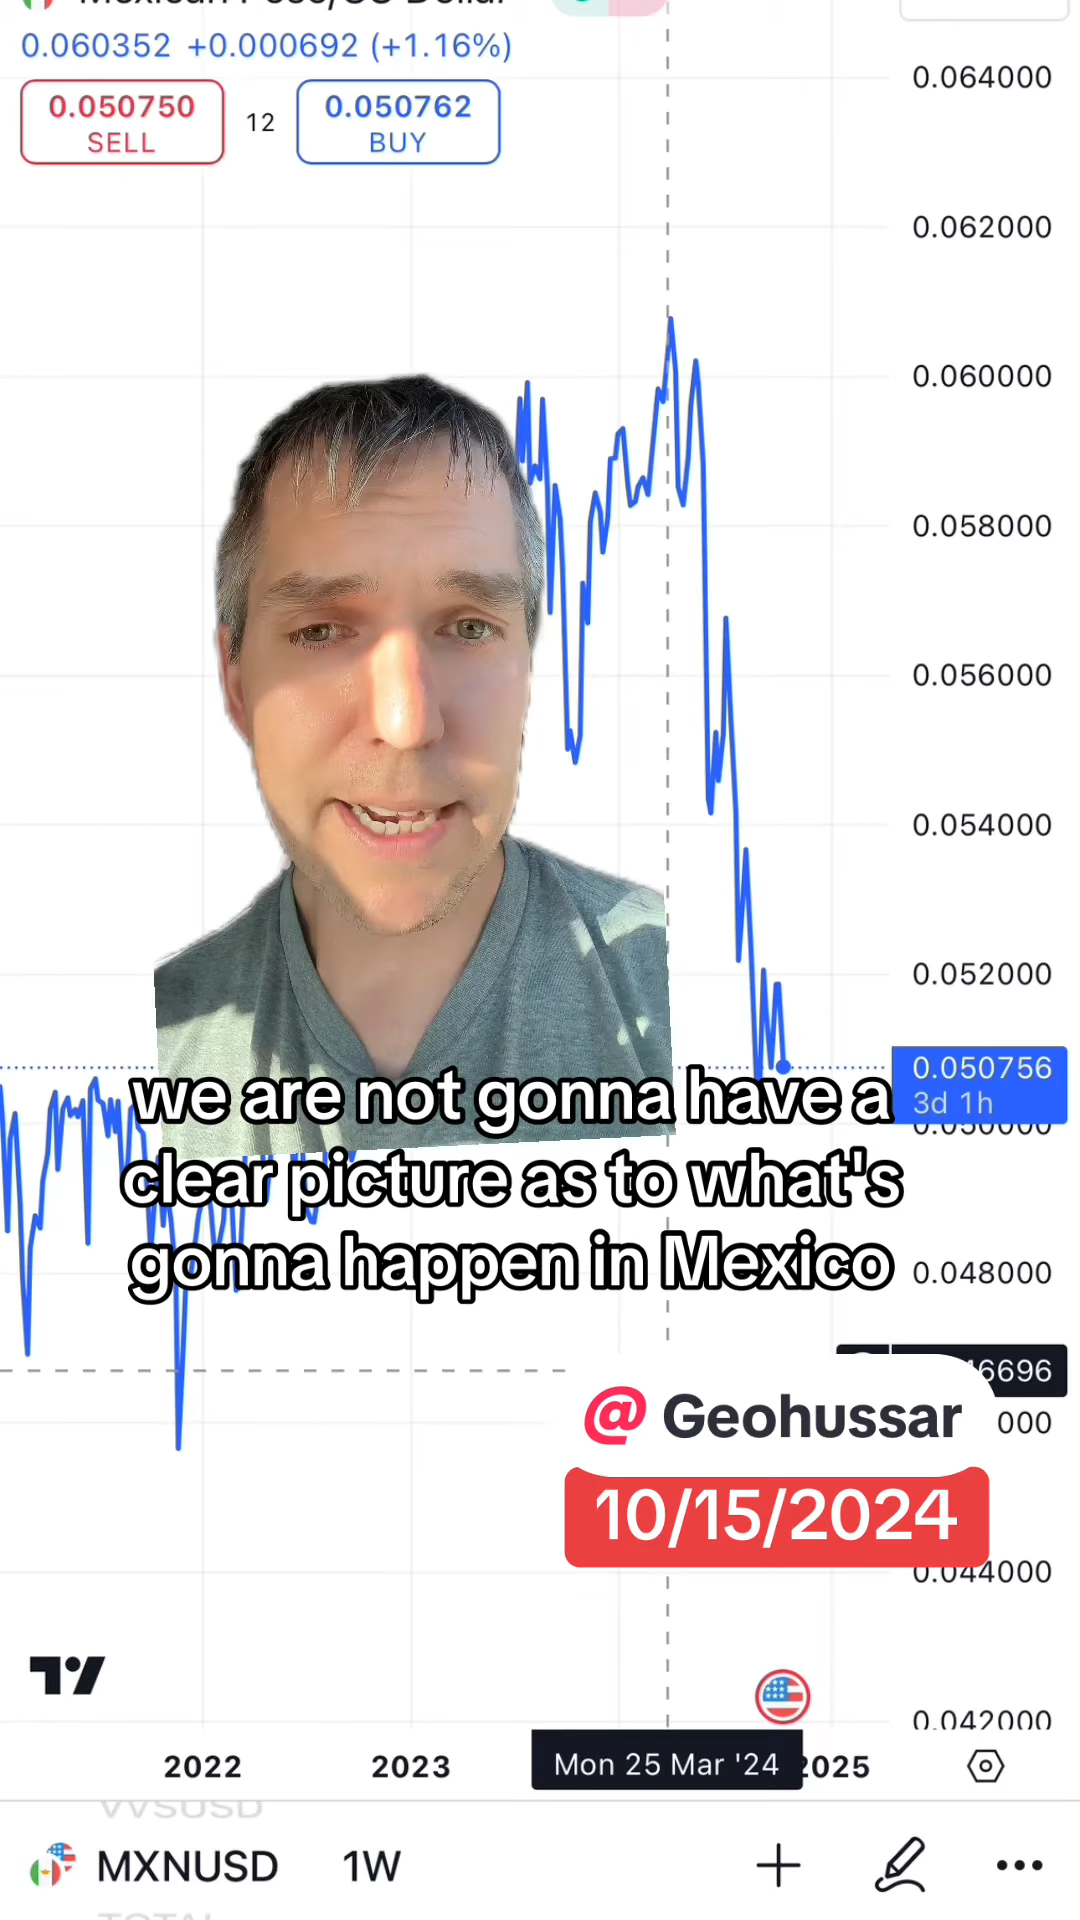 0.060352 +0.000692 (+1.16%)
0.050750
SELL
12
0.050762
BUY
0.064000
0.062000
0.060000
0.058000
0.056000
0.054000
0.052000
0.050756
3d 1h
we are not gonna have a
clear picture as to what's
gonna happen in Mexico
0.048000
6696
@ Geohussar
000
10/15/2024
0.044000
0.042000
2022
2023
Mon 25 Mar '24
2025
MXNUSD
1W